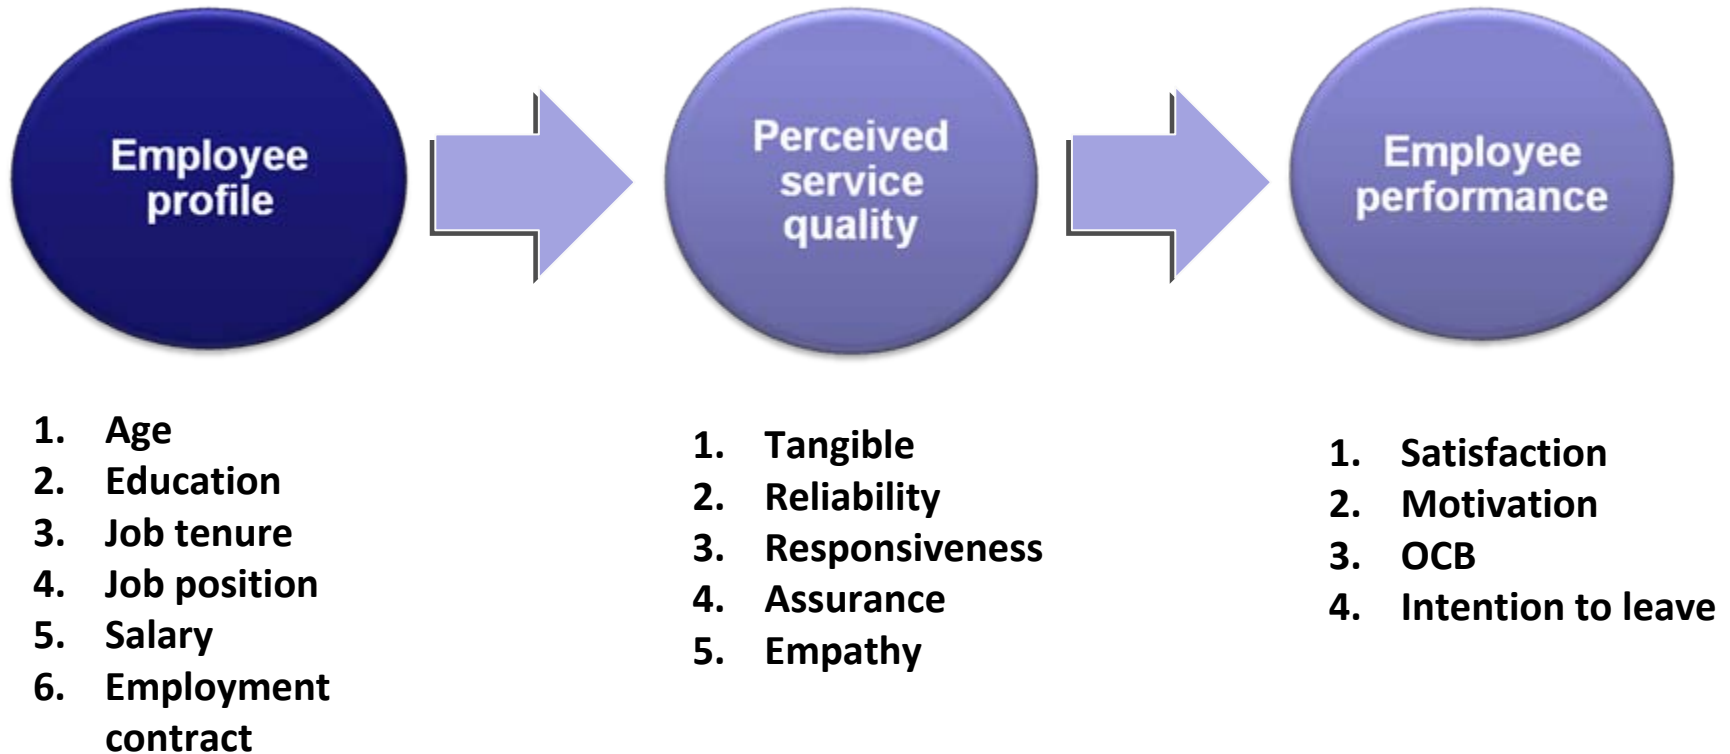 Employee
profile
Perceived
service
quality
Employee
performance
1. Age
2. Education
3. Job tenure
4. Job position
5. Salary
6. Employment
contract
1. Tangible
2. Reliability
3. Responsiveness
4. Assurance
5. Empathy
1. Satisfaction
2. Motivation
3. OCB
4. Intention to leave